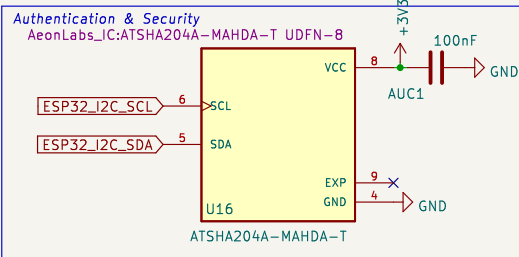 Authentication & Security
AeonLabs_IC:ATSHA204A-MAHDA-T UDFN-8
+3V3
100nF
VCC
8
GND
AUC1
ESP32_I2C_SCL
6
SCL
ESP32_I2C_SDA
5
SDA
EXP
9
GND
4
GND
U16
ATSHA204A-MAHDA-T